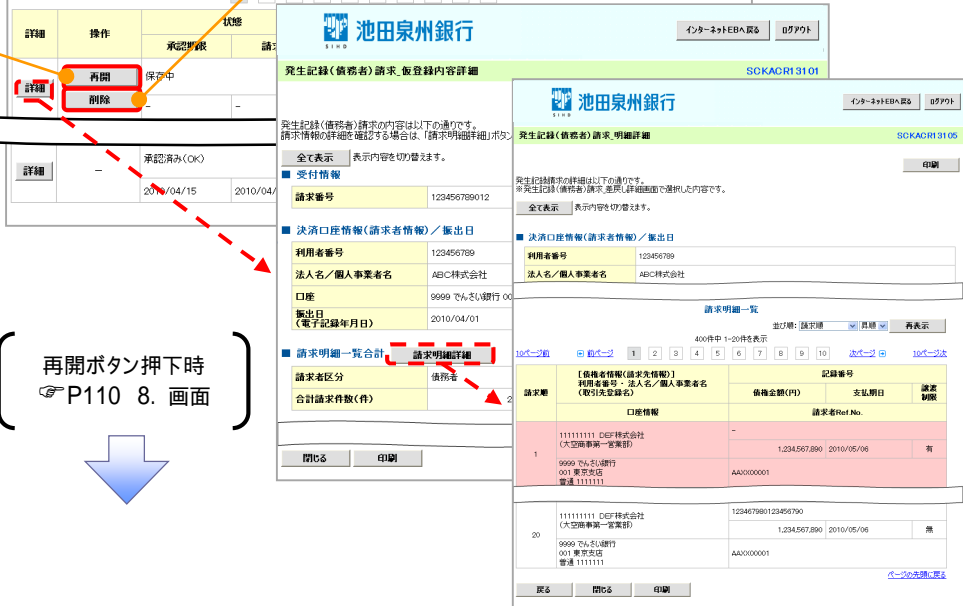 詳細
操作
状態
承認期限
再開
保存中
詳細
削除
-
-
承認済み(OK)
詳細
-
2010/04/15
2010/04/
再開ボタン押下時
☞P110 8. 画面
SIHD
池田泉州銀行
インターネットEBへ戻る
ログアウト
発生記録(債務者)請求_仮登録内容詳細
SCKACR13101
発生記録(債務者)請求の内容は以下の通りです。
請求情報の詳細を確認する場合は、「請求明細詳細」ボタン
全て表示
表示内容を切り替えます。
■ 受付情報
請求番号
123456789012
■ 決済口座情報(請求者情報)/振出日
利用者番号
123456789
法人名/個人事業者名
ABC株式会社
口座
9999 でんさい銀行 00
振出日
(電子記録年月日)
2010/04/01
■ 請求明細一覧合計
請求明細詳細
請求者区分
債務者
合計請求件数(件)
2
閉じる
印刷
SIHD
池田泉州銀行
インターネットEBへ戻る
ログアウト
発生記録(債務者)請求_明細詳細
SCKACR13105
印刷
発生記録請求の詳細は以下の通りです。
※発生記録(債務者)請求_差戻し詳細画面で選択した内容です。
全て表示
表示内容を切り替えます。
■ 決済口座情報(請求者情報)/振出日
利用者番号
123456789
法人名/個人事業者名
ABC株式会社
請求明細一覧
並び順: 請求順 昇順 再表示
400件中 1-20件を表示
10ページ前 前ページ 1 2 3 4 5 6 7 8 9 10 次ページ 10ページ次
請求順
[債権者情報(請求先情報)]
利用者番号・法人名/個人事業者名
(取引先登録名)
口座情報
記録番号
債権金額(円)
支払期日
譲渡
制限
請求者Ref.No.
1
111111111 DEF株式会社
(大空商事第一営業部)
-
1,234,567,890 2010/05/06 有
9999 でんさい銀行
001 東京支店
普通 1111111
AAXX00001
20
111111111 DEF株式会社
(大空商事第一営業部)
123467980123456790
1,234,567,890 2010/05/06 無
9999 でんさい銀行
001 東京支店
普通 1111111
AAXX00001
ページの先頭に戻る
戻る
閉じる
印刷